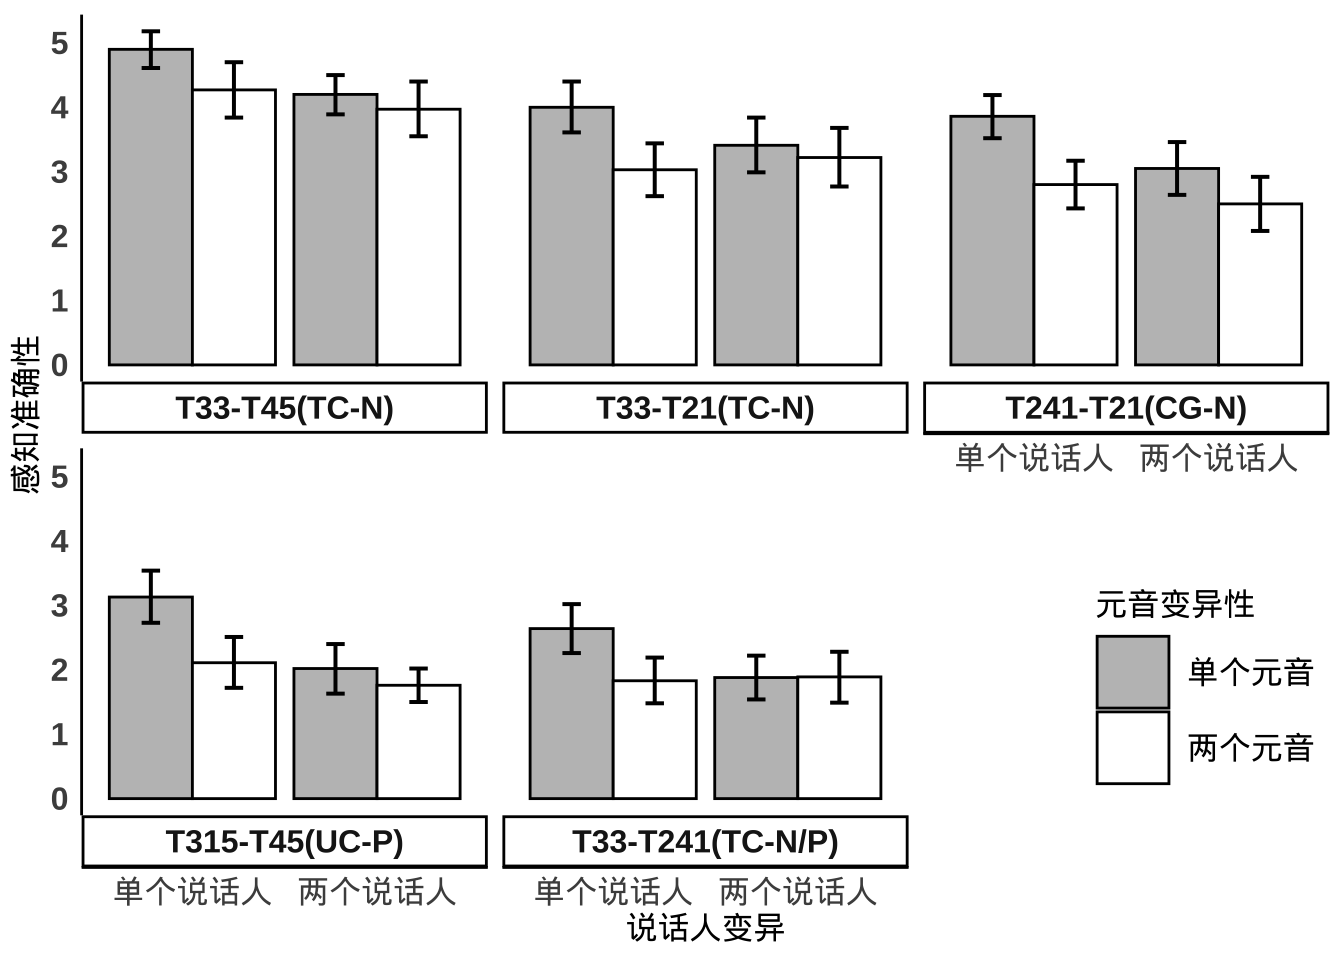 感知准确性
5
4
3
2
1
0
T33-T45(TC-N)
T33-T21(TC-N)
T241-T21(CG-N)
单个说话人 两个说话人
5
4
3
2
1
0
T315-T45(UC-P)
T33-T241(TC-N/P)
单个说话人 两个说话人
单个说话人 两个说话人
说话人变异
元音变异性
单个元音
两个元音